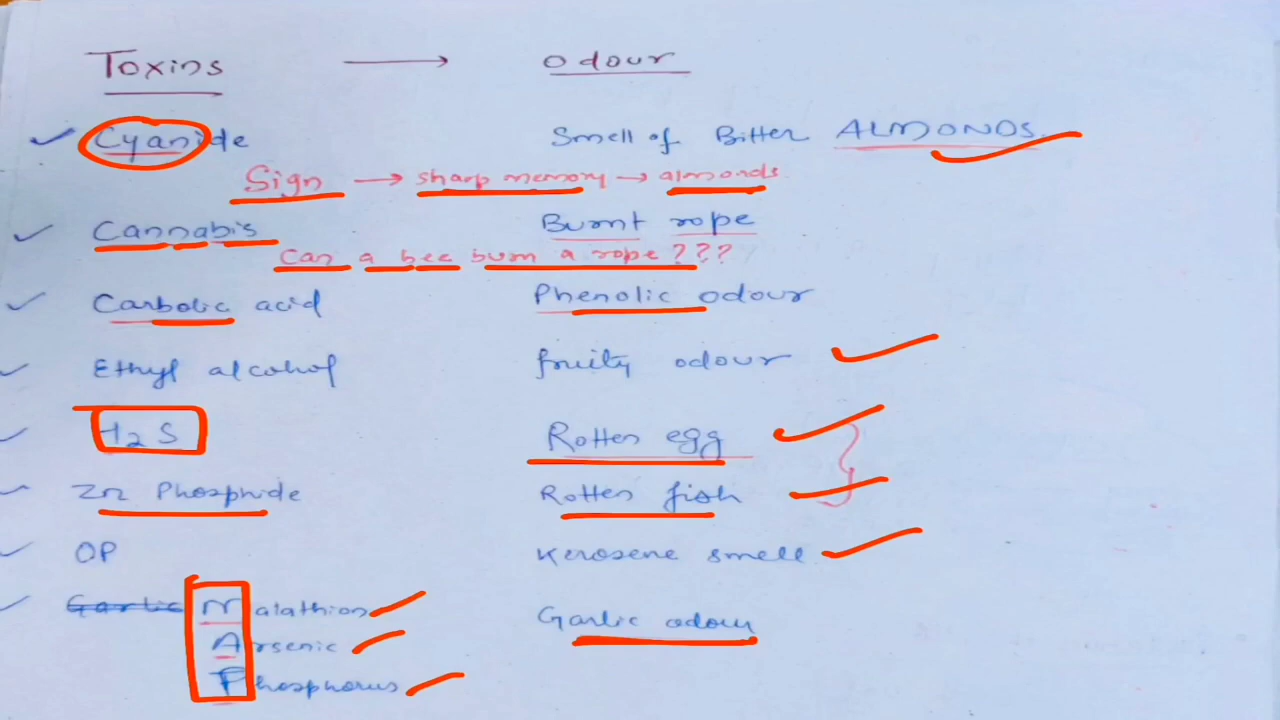 Toxins → Odour
Cyanide Smell of Bitter ALMONDS.
Sign → sharp memory → almonds.
Cannabis Burnt rope
Can a bee burn a rope???
Carbolic acid Phenolic odour
Ethyl alcohol fruity odour
H2S Rotten egg
Zn Phosphide Rotten fish
OP Kerosene smell
Garlic Malathion Garlic odour
Arsenic
Phosphorus